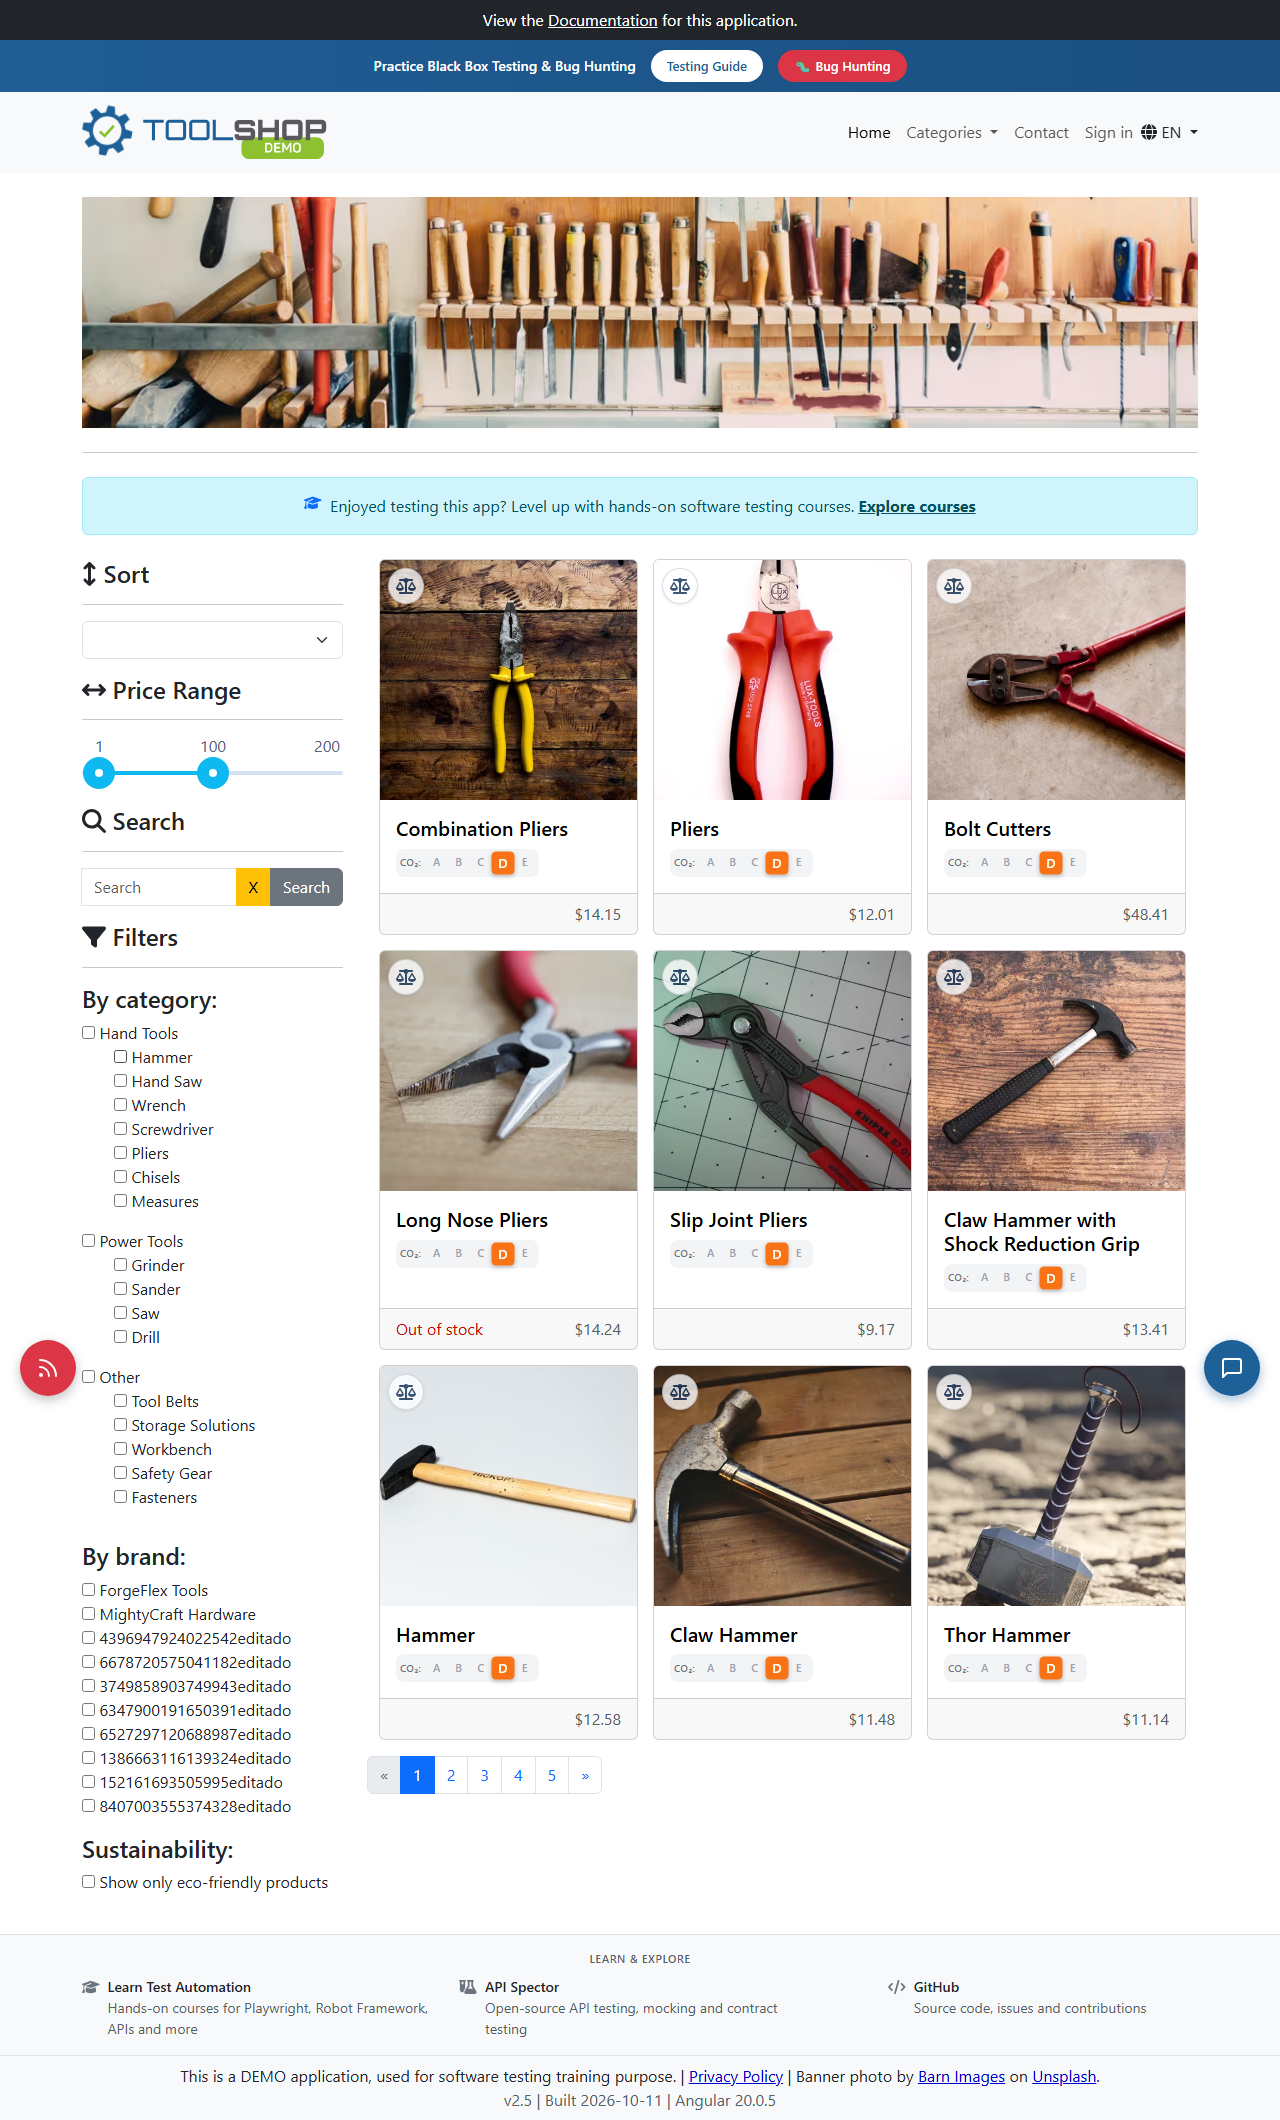 View the Documentation for this application.
Practice Black Box Testing & Bug Hunting Testing Guide Bug Hunting
TOOLSHOP
DEMO
Home Categories Contact Sign in EN
Enjoyed testing this app? Level up with hands-on software testing courses. Explore courses
Sort
Price Range
1 100 200
Search
Search X Search
Filters
By category:
Hand Tools
Hammer
Hand Saw
Wrench
Screwdriver
Pliers
Chisels
Measures
Power Tools
Grinder
Sander
Saw
Drill
Other
Tool Belts
Storage Solutions
Workbench
Safety Gear
Fasteners
By brand:
ForgeFlex Tools
MightyCraft Hardware
4396947924022542editado
6678720575041182editado
3749858903749943editado
6347900191650391editado
6527297120688987editado
1386663116139324editado
152161693505995editado
8407003555374328editado
Sustainability:
Show only eco-friendly products
Combination Pliers
CO₂: A B C D E
$14.15
LUX-TOOLS
Pliers
CO₂: A B C D E
$12.01
Bolt Cutters
CO₂: A B C D E
$48.41
Long Nose Pliers
CO₂: A B C D E
Out of stock $14.24
KNIPEX
Slip Joint Pliers
CO₂: A B C D E
$9.17
Claw Hammer with
Shock Reduction Grip
CO₂: A B C D E
$13.41
Hammer
CO₂: A B C D E
$12.58
Claw Hammer
CO₂: A B C D E
$11.48
Thor Hammer
CO₂: A B C D E
$11.14
« 1 2 3 4 5 »
LEARN & EXPLORE
Learn Test Automation
Hands-on courses for Playwright, Robot Framework,
APIs and more
API Spector
Open-source API testing, mocking and contract
testing
GitHub
Source code, issues and contributions
This is a DEMO application, used for software testing training purpose. | Privacy Policy | Banner photo by Barn Images on Unsplash.
v2.5 | Built 2026-10-11 | Angular 20.0.5